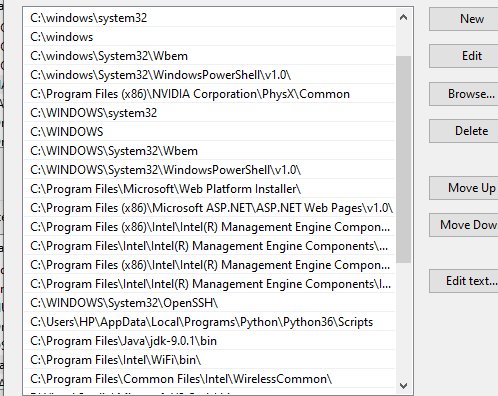 C:\windows\system32
New
C:\windows
C:\windows\System32\Wbem
Edit
C:\windows\System32\WindowsPowerShell\v1.0\
C:\Program Files (x86)\NVIDIA Corporation\PhysX\Common
Browse...
C:\WINDOWS\system32
C:\WINDOWS
Delete
C:\WINDOWS\System32\Wbem
C:\WINDOWS\System32\WindowsPowerShell\v1.0\
C:\Program Files\Microsoft\Web Platform Installer\
Move Up
C:\Program Files (x86)\Microsoft ASP.NET\ASP.NET Web Pages\v1.0\
C:\Program Files (x86)\Intel\Intel(R) Management Engine Compon...
Move Dow
C:\Program Files\Intel\Intel(R) Management Engine Components\...
C:\Program Files (x86)\Intel\Intel(R) Management Engine Compon...
C:\Program Files\Intel\Intel(R) Management Engine Components\I...
Edit text...
C:\WINDOWS\System32\OpenSSH\
C:\Users\HP\AppData\Local\Programs\Python\Python36\Scripts
C:\Program Files\Java\jdk-9.0.1\bin
C:\Program Files\Intel\WiFi\bin\
C:\Program Files\Common Files\Intel\WirelessCommon\